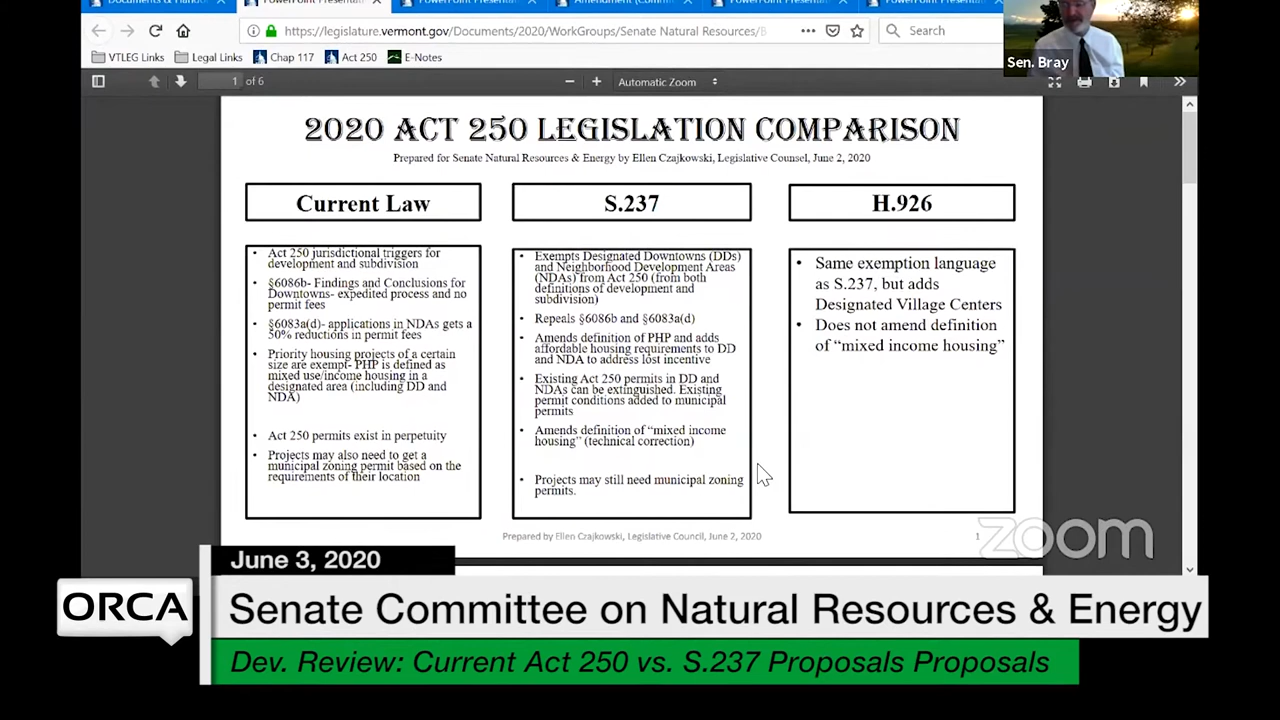 Documents & Handou
PowerPoint Presentati
PowerPoint Presentati
Amendment (Commi
PowerPoint Presentati
PowerPoint Presentati
https://legislature.vermont.gov/Documents/2020/WorkGroups/Senate Natural Resources/B
Search
VTLEG Links
Legal Links
Chap 117
Act 250
E-Notes
Sen. Bray
1 of 6
Automatic Zoom
2020 ACT 250 LEGISLATION COMPARISON
Prepared for Senate Natural Resources & Energy by Ellen Czajkowski, Legislative Counsel, June 2, 2020
Current Law
• Act 250 jurisdictional triggers for
development and subdivision
• §6086b- Findings and Conclusions for
Downtowns- expedited process and no
permit fees
• §6083a(d)- applications in NDAs gets a
50% reductions in permit fees
• Priority housing projects of a certain
size are exempt- PHP is defined as
mixed use/income housing in a
designated area (including DD and
NDA)
• Act 250 permits exist in perpetuity
• Projects may also need to get a
municipal zoning permit based on the
requirements of their location
S.237
• Exempts Designated Downtowns (DDs)
and Neighborhood Development Areas
(NDAs) from Act 250 (from both
definitions of development and
subdivision)
• Repeals §6086b and §6083a(d)
• Amends definition of PHP and adds
affordable housing requirements to DD
and NDA to address lost incentive
• Existing Act 250 permits in DD and
NDAs can be extinguished. Existing
permit conditions added to municipal
permits
• Amends definition of “mixed income
housing” (technical correction)
• Projects may still need municipal zoning
permits.
H.926
• Same exemption language
as S.237, but adds
Designated Village Centers
• Does not amend definition
of “mixed income housing”
Prepared by Ellen Czajkowski, Legislative Council, June 2, 2020
1
zoom
June 3, 2020
ORCA
Senate Committee on Natural Resources & Energy
Dev. Review: Current Act 250 vs. S.237 Proposals Proposals